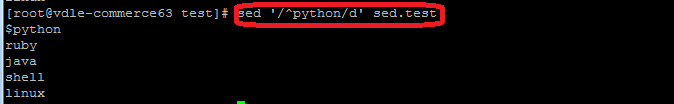 [root@vdle-commerce63 test]# sed '/^python/d' sed.test
$python
ruby
java
shell
linux